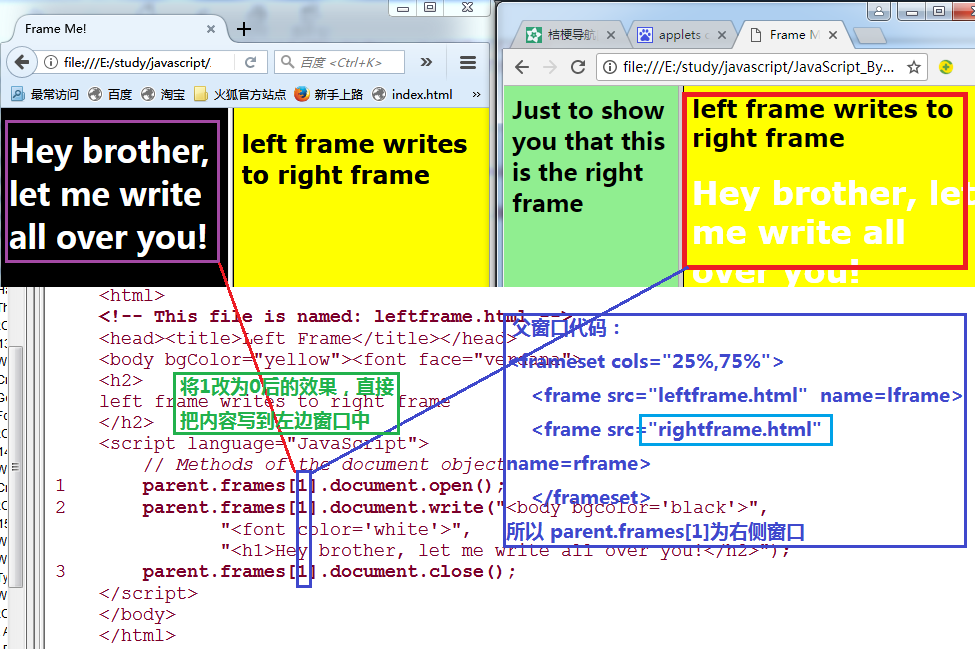 Frame Me!
file:///E:/study/javascript/.
百度 <Ctrl+K>
最常访问 百度 淘宝 火狐官方站点 新手上路 index.html
Hey brother,
let me write
all over you!
left frame writes
to right frame
桔梗导航 applets Frame M
file:///E:/study/javascript/JavaScript_By...
Just to show
you that this
is the right
frame
left frame writes to
right frame
Hey brother, let
me write all
over you!
<html>
<!-- This file is named: leftframe.html -->
<head><title>Left Frame</title></head>
<body bgColor="yellow"><font face="verdana">
<h2>
left frame writes to right frame
</h2>
<script language="JavaScript">
// Methods of the document object
1 parent.frames[1].document.open();
2 parent.frames[1].document.write("<body bgcolor='black'>",
"<font color='white'>",
"<h1>Hey brother, let me write all over you!</h2>");
3 parent.frames[1].document.close();
</script>
</body>
</html>
将1改为0后的效果，直接
把内容写到左边窗口中
父窗口代码：
<frameset cols="25%,75%">
<frame src="leftframe.html" name=lframe>
<frame src="rightframe.html"
name=rframe>
</frameset>
所以 parent.frames[1]为右侧窗口